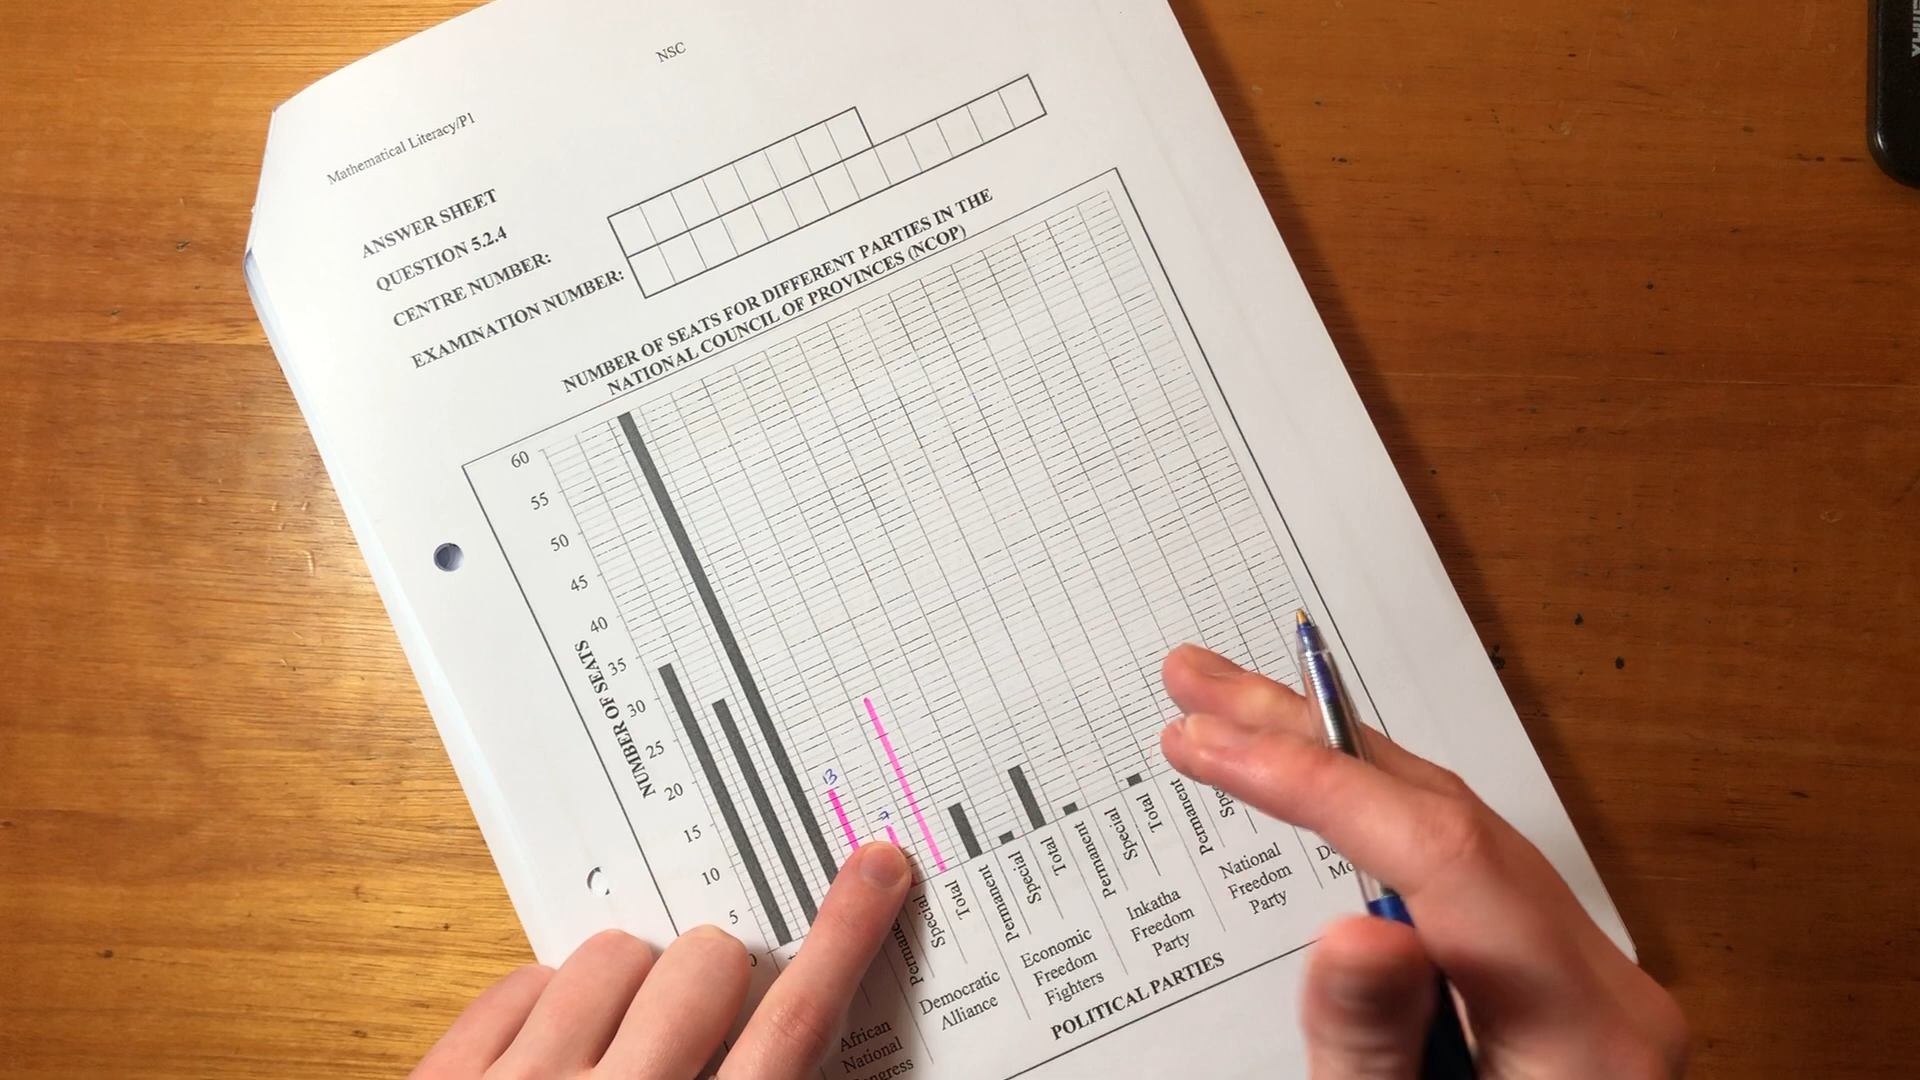 NSC
Mathematical Literacy/P1
ANSWER SHEET
QUESTION 5.2.4
CENTRE NUMBER:
EXAMINATION NUMBER:
NUMBER OF SEATS FOR DIFFERENT PARTIES IN THE
NATIONAL COUNCIL OF PROVINCES (NCOP)
NUMBER OF SEATS
60
55
50
45
40
35
30
25
20
15
10
5
0
13
7
Special
Total
Permanent
Special
Total
Permanent
Special
Total
Permanent
African
National
Democratic
Alliance
Economic
Freedom
Fighters
Inkatha
Freedom
Party
National
Freedom
Party
POLITICAL PARTIES